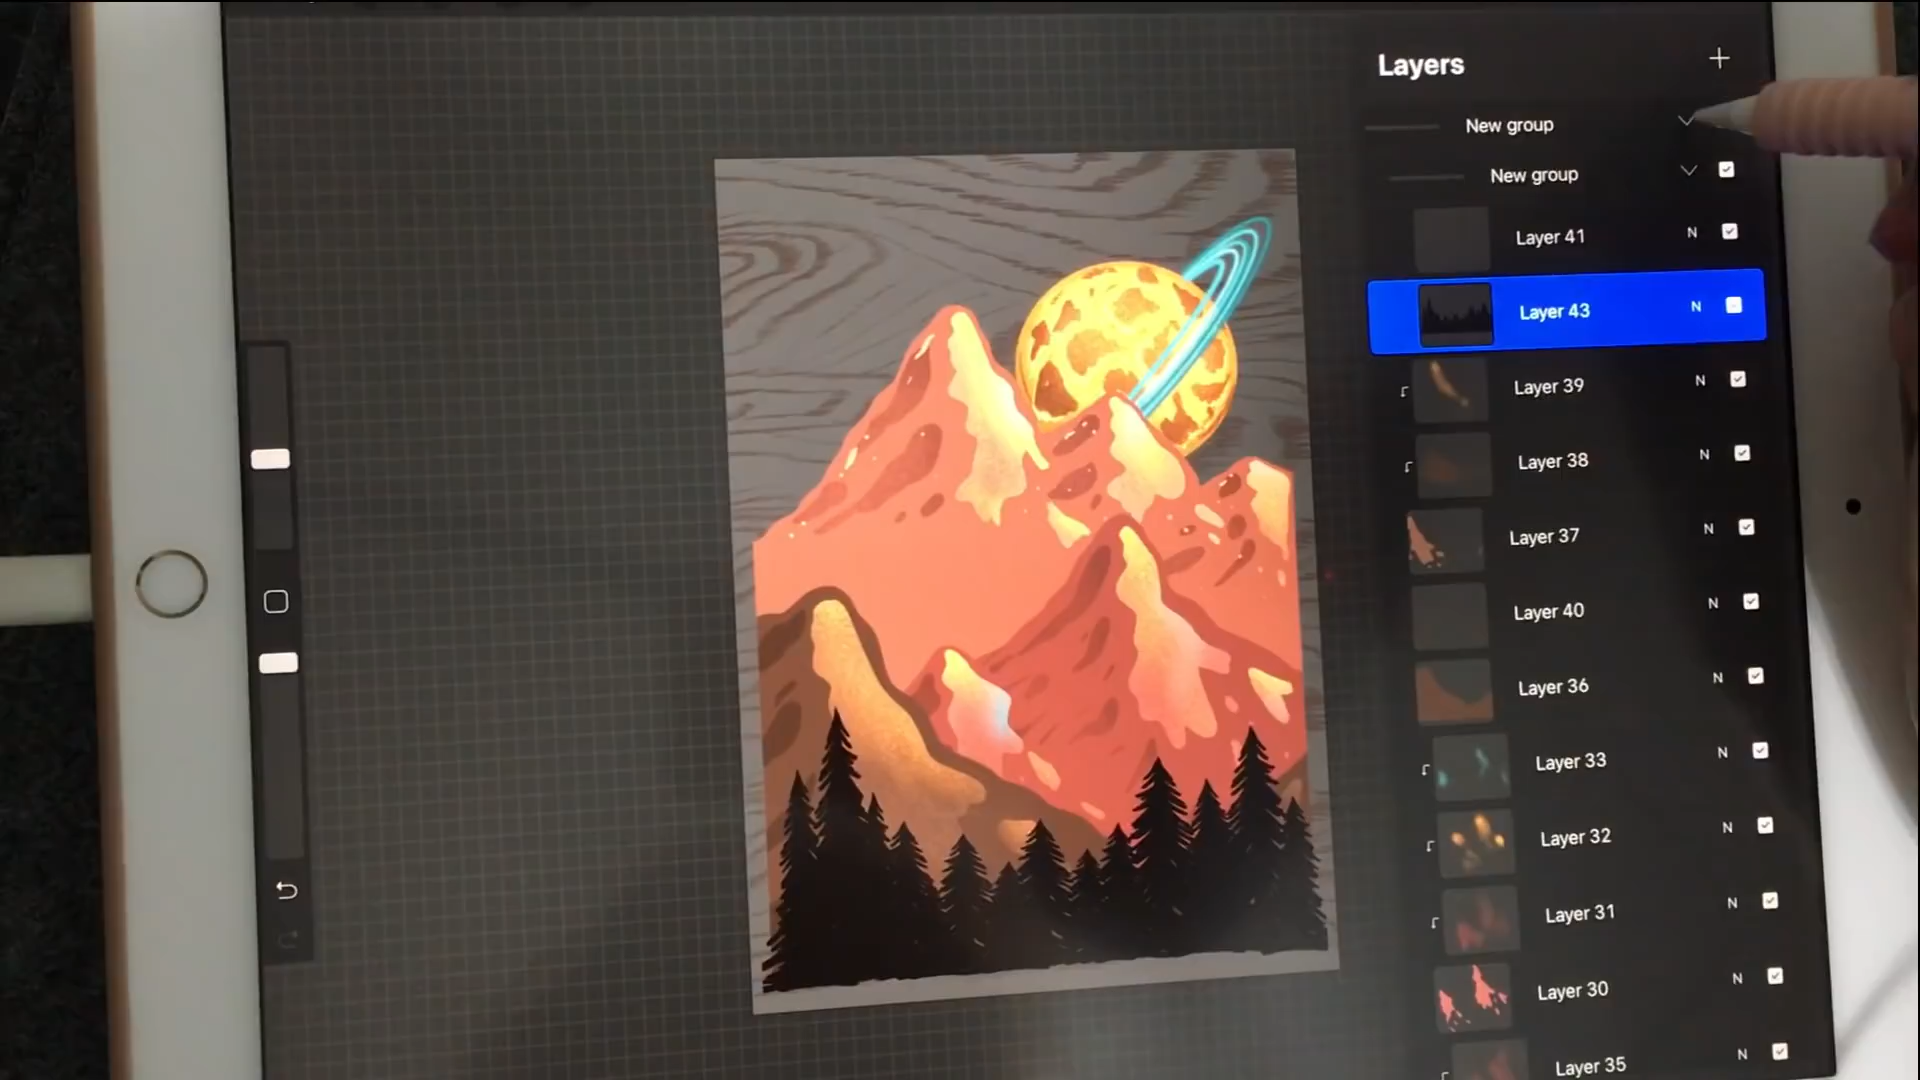 Layers
New group
New group
Layer 41 N
Layer 43 N
Layer 39 N
Layer 38 N
Layer 37 N
Layer 40 N
Layer 36 N
Layer 33 N
Layer 32 N
Layer 31 N
Layer 30 N
Layer 35 N